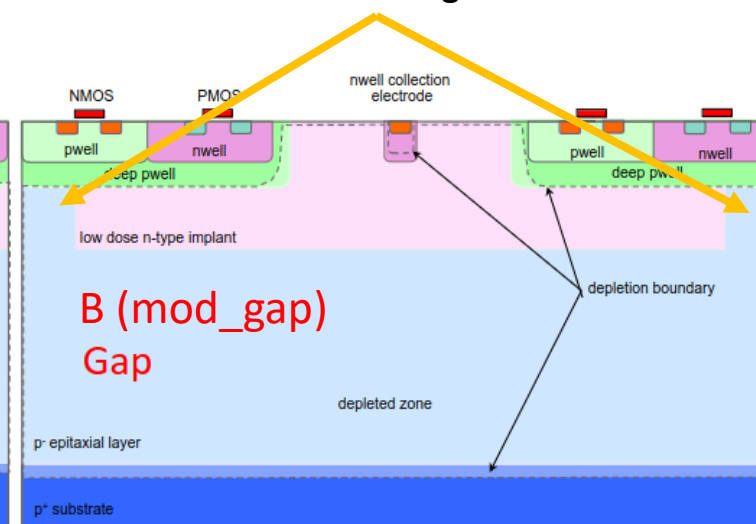 NMOS
PMOS
nwell collection
electrode
pwell
nwell
deep pwell
pwell
nwell
deep pwell
low dose n-type implant
depletion boundary
B (mod_gap)
Gap
depleted zone
p- epitaxial layer
p+ substrate